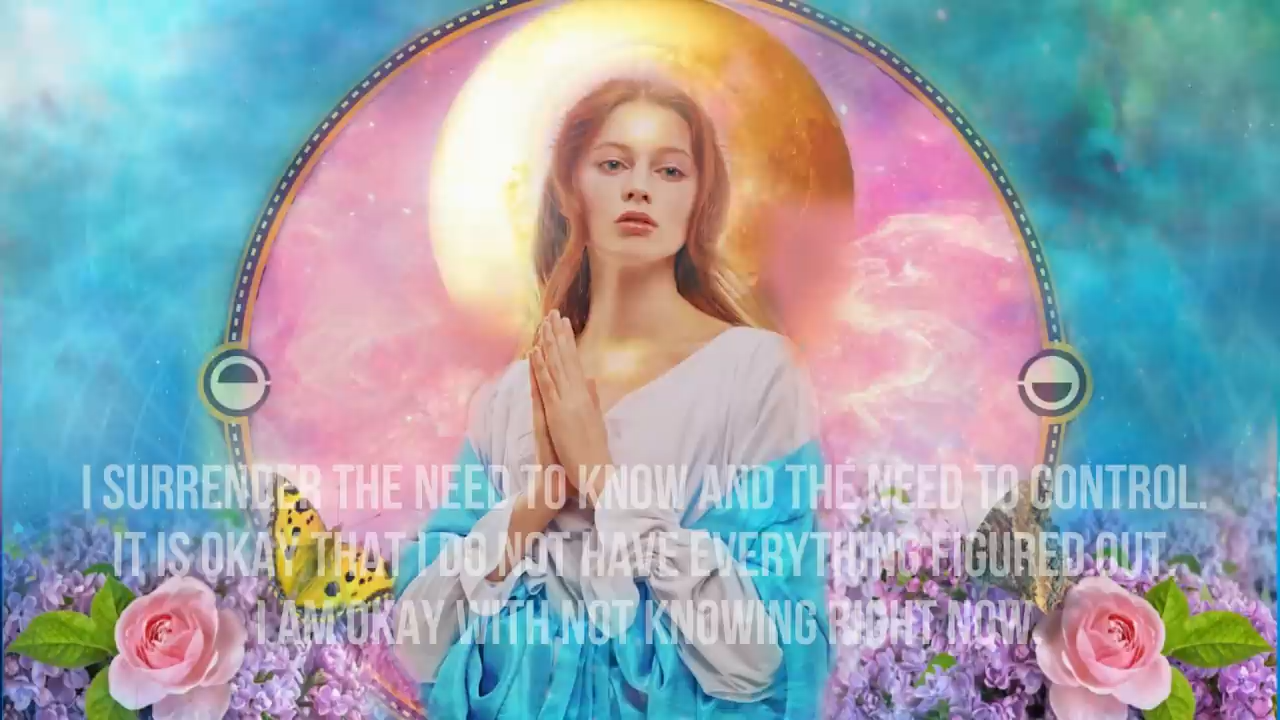 I SURRENDER THE NEED TO KNOW AND THE NEED TO CONTROL.
IT IS OKAY THAT I DO NOT HAVE EVERYTHING FIGURED OUT
I AM OKAY WITH NOT KNOWING RIGHT NOW.